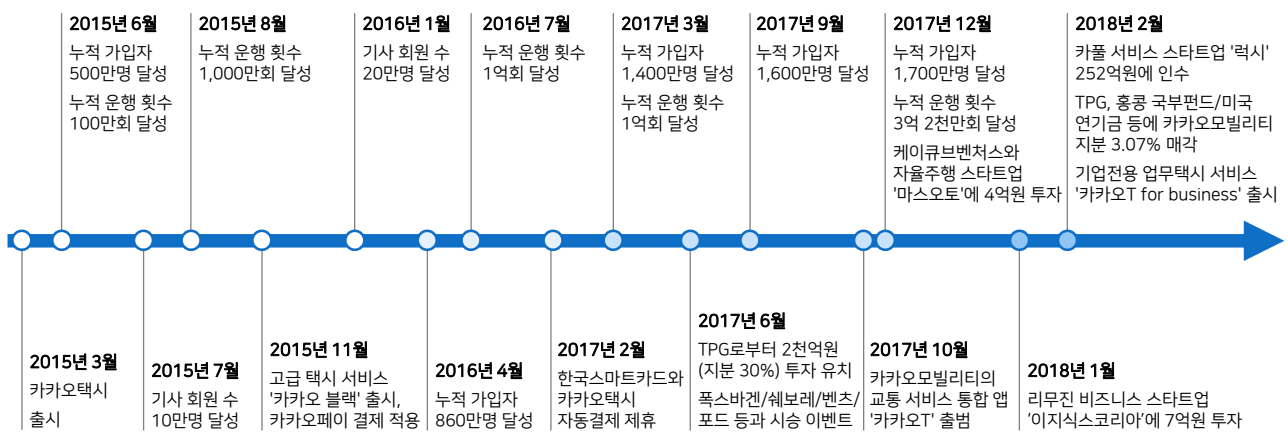 2015년 6월
누적 가입자
500만명 달성
누적 운행 횟수
100만회 달성
2015년 8월
누적 운행 횟수
1,000만회 달성
2016년 1월
기사 회원 수
20만명 달성
2016년 7월
누적 운행 횟수
1억회 달성
2017년 3월
누적 가입자
1,400만명 달성
누적 운행 횟수
1억회 달성
2017년 9월
누적 가입자
1,600만명 달성
2017년 12월
누적 가입자
1,700만명 달성
누적 운행 횟수
3억 2천만회 달성
케이큐브벤처스와
자율주행 스타트업
'마스오토'에 4억원 투자
2018년 2월
카풀 서비스 스타트업 '럭시'
252억원에 인수
TPG, 홍콩 국부펀드/미국
연기금 등에 카카오모빌리티
지분 3.07% 매각
기업전용 업무택시 서비스
'카카오T for business' 출시
2015년 3월
카카오택시
출시
2015년 7월
기사 회원 수
10만명 달성
2015년 11월
고급 택시 서비스
'카카오 블랙' 출시,
카카오페이 결제 적용
2016년 4월
누적 가입자
860만명 달성
2017년 2월
한국스마트카드와
카카오택시
자동결제 제휴
2017년 6월
TPG로부터 2천억원
(지분 30%) 투자 유치
폭스바겐/쉐보레/벤츠/
포드 등과 시승 이벤트
2017년 10월
카카오모빌리티의
교통 서비스 통합 앱
'카카오T' 출범
2018년 1월
리무진 비즈니스 스타트업
'이지식스코리아'에 7억원 투자